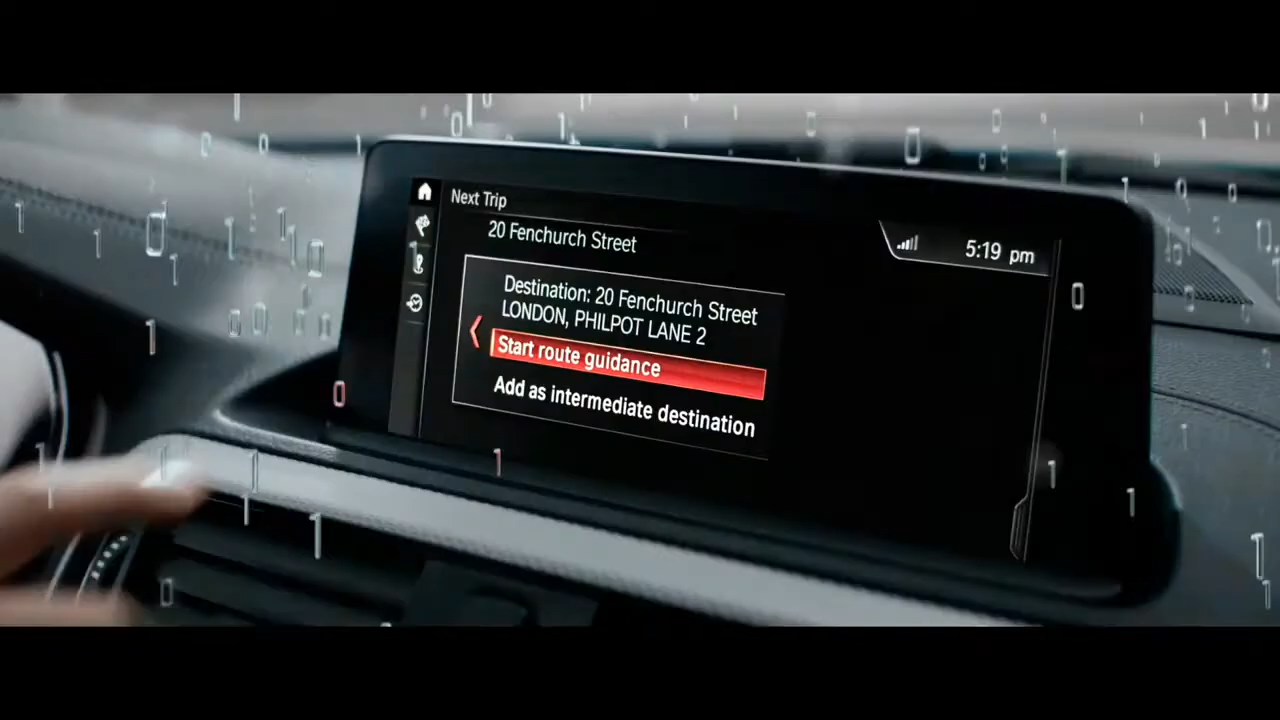 Next Trip
20 Fenchurch Street
5:19 pm
Destination: 20 Fenchurch Street
LONDON, PHILPOT LANE 2
Start route guidance
Add as intermediate destination